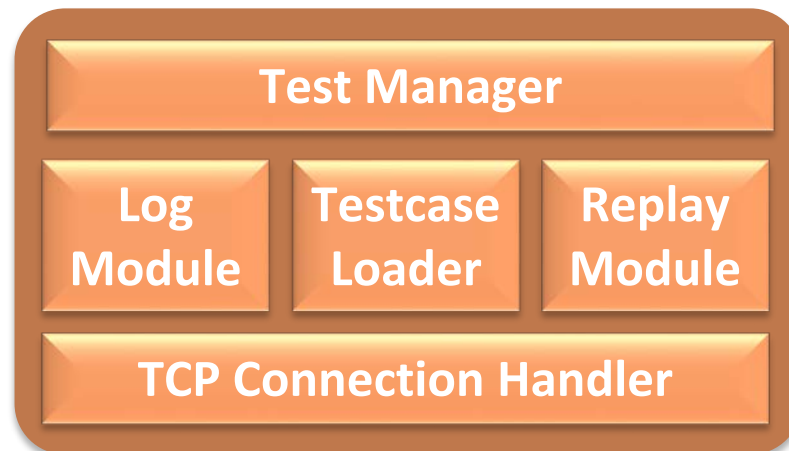 Test Manager
Log
Module
Testcase
Loader
Replay
Module
TCP Connection Handler